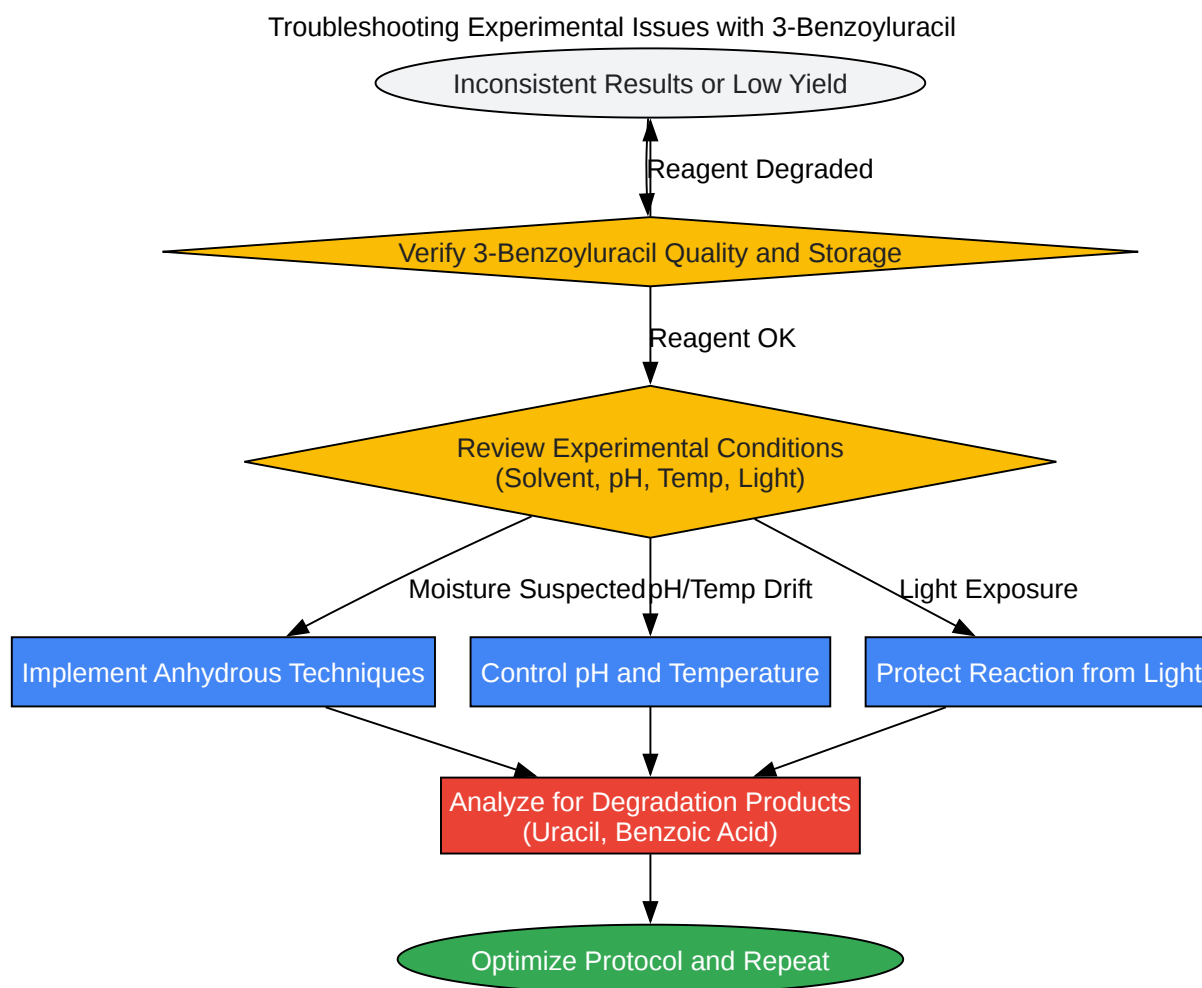 Troubleshooting Experimental Issues with 3-Benzoyluracil
Inconsistent Results or Low Yield
Reagent Degraded
Verify 3-Benzoyluracil Quality and Storage
Reagent OK
Review Experimental Conditions
(Solvent, pH, Temp, Light)
Moisture Suspected
pH/Temp Drift
Light Exposure
Implement Anhydrous Techniques
Control pH and Temperature
Protect Reaction from Light
Analyze for Degradation Products
(Uracil, Benzoic Acid)
Optimize Protocol and Repeat